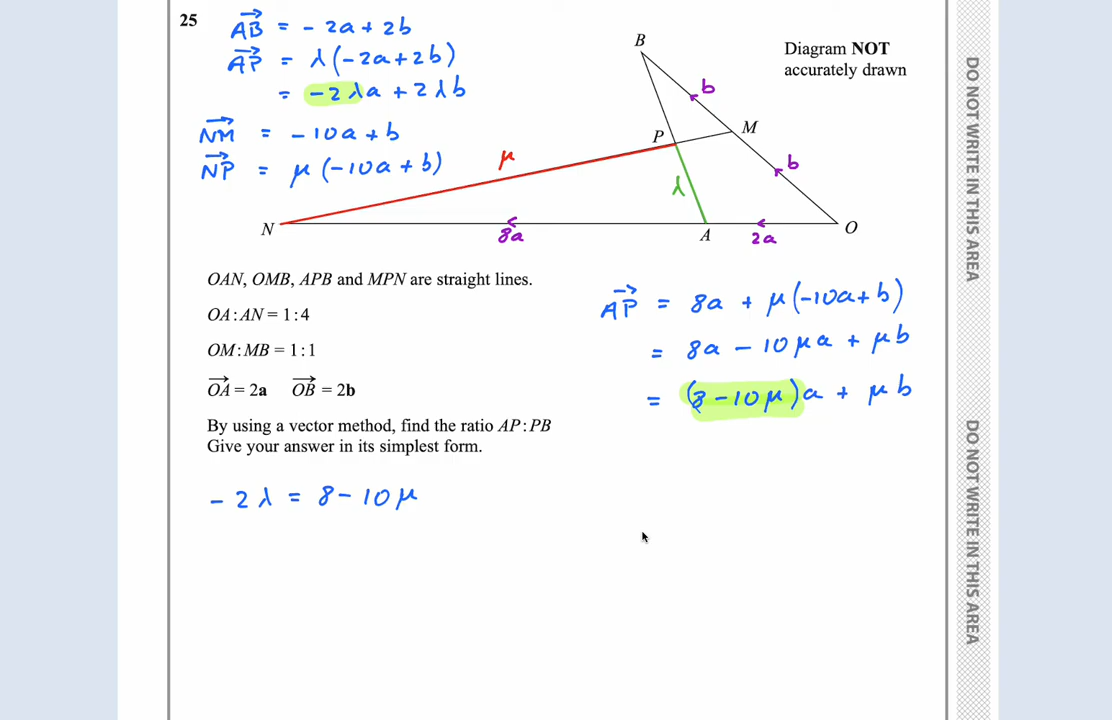 25
AB = - 2a + 2b
AP = λ(-2a+2b)
= -2λa + 2λb
NM = -10a + b
NP = μ(-10a + b)
Diagram NOT
accurately drawn
B
b
M
P
μ
b
λ
N
8a
A
2a
O
OAN, OMB, APB and MPN are straight lines.
OA : AN = 1 : 4
OM : MB = 1 : 1
OA = 2a OB = 2b
By using a vector method, find the ratio AP : PB
Give your answer in its simplest form.
AP = 8a + μ(-10a+b)
= 8a - 10μa + μb
= (8-10μ)a + μb
- 2λ = 8 - 10μ
DO NOT WRITE IN THIS AREA
DO NOT WRITE IN THIS AREA